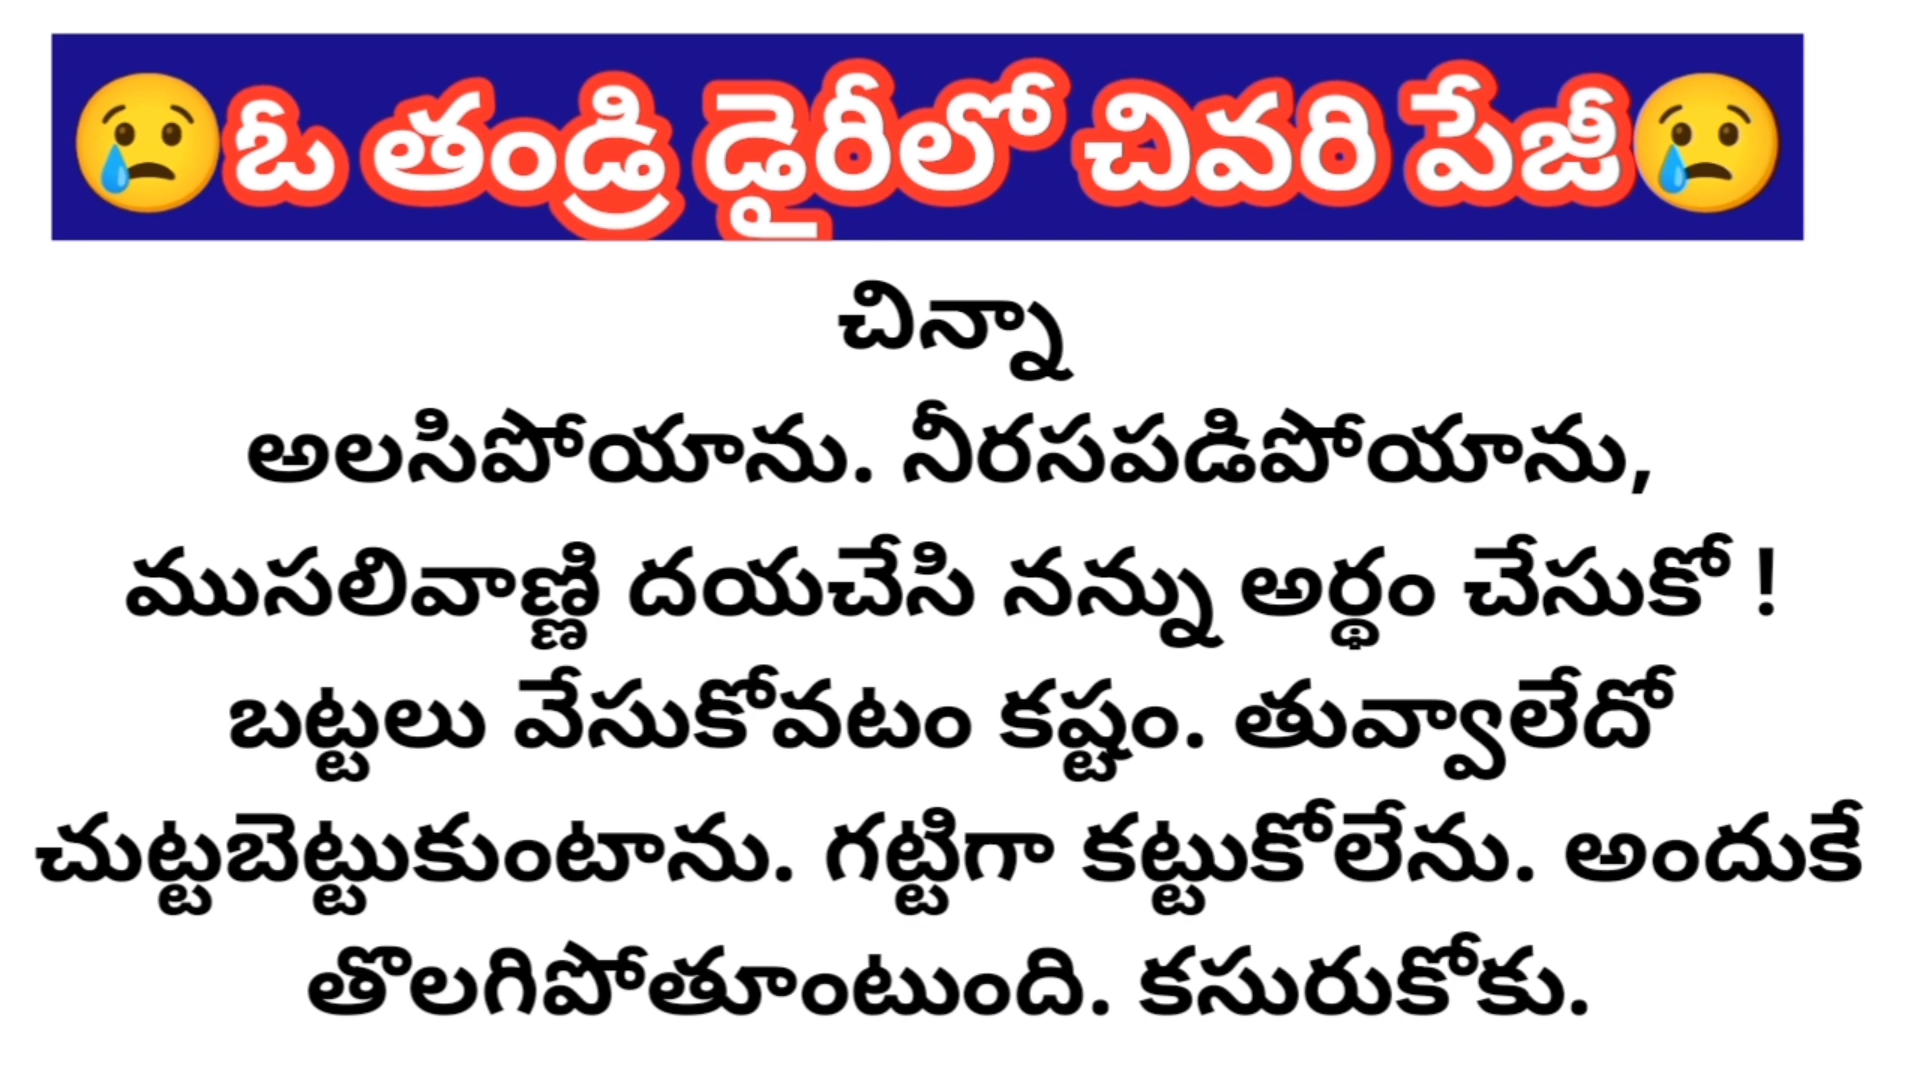 😢ఓ తండ్రి డైరీలో చివరి పేజీ😢
చిన్నా
అలసిపోయాను. నీరసపడిపోయాను,
ముసలివాణ్ణి దయచేసి నన్ను అర్థం చేసుకో !
బట్టలు వేసుకోవటం కష్టం. తువ్వాలేదో
చుట్టబెట్టుకుంటాను. గట్టిగా కట్టుకోలేను. అందుకే
తొలగిపోతూంటుంది. కసురుకోకు.